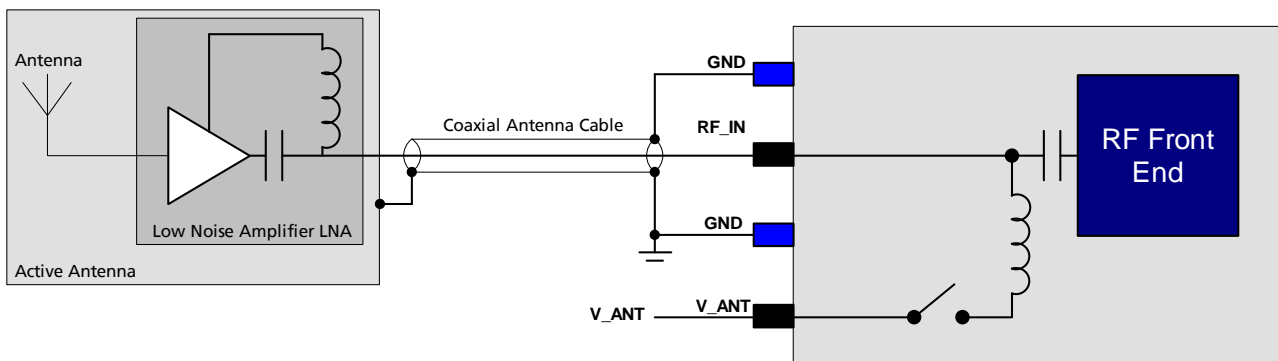 Antenna
Low Noise Amplifier LNA
Active Antenna
Coaxial Antenna Cable
GND
RF_IN
GND
V_ANT
V_ANT
RF Front
End